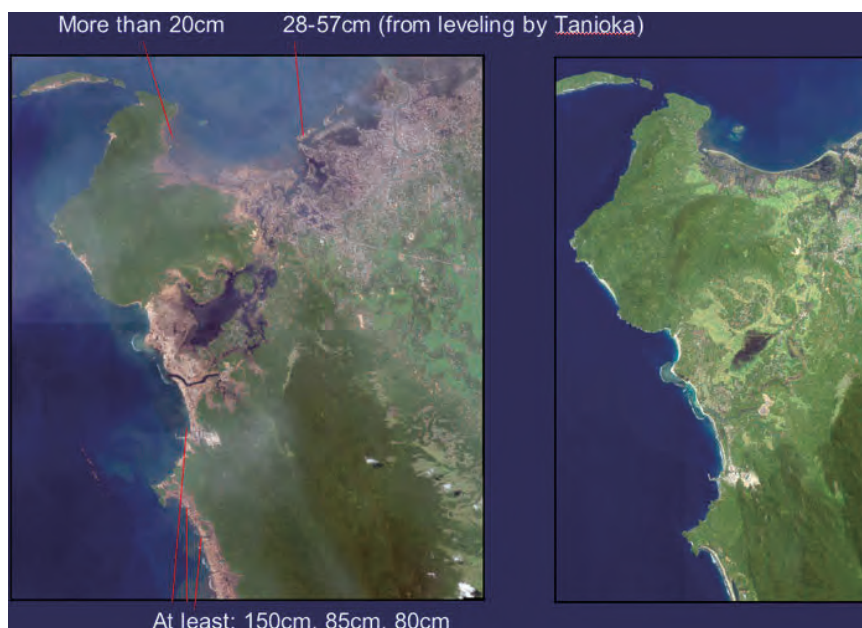 More than 20cm 28-57cm (from leveling by Tanioka)
At least: 150cm, 85cm, 80cm